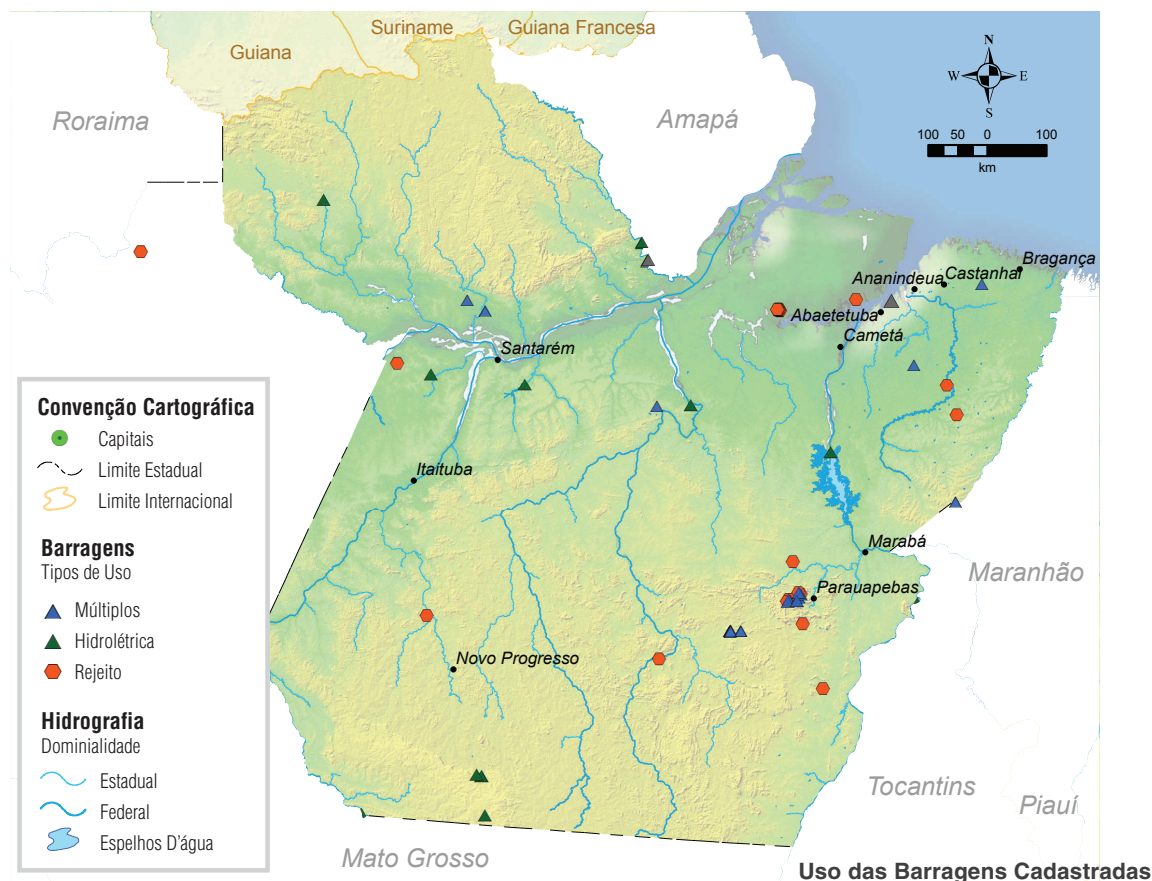 Suriname
Guiana Francesa
Guiana
N
W
E
S
Roraima
Amapá
100 50 0 100
km
Bragança
Ananindeua
Castanhal
Abaetetuba
Cametá
Santarém
Convenção Cartográfica
Capitais
Limite Estadual
Limite Internacional
Itaituba
Barragens
Tipos de Uso
Marabá
Maranhão
Parauapebas
Múltiplos
Hidrolétrica
Rejeito
Novo Progresso
Hidrografia
Dominialidade
Estadual
Federal
Espelhos D'água
Tocantins
Piauí
Mato Grosso
Uso das Barragens Cadastradas